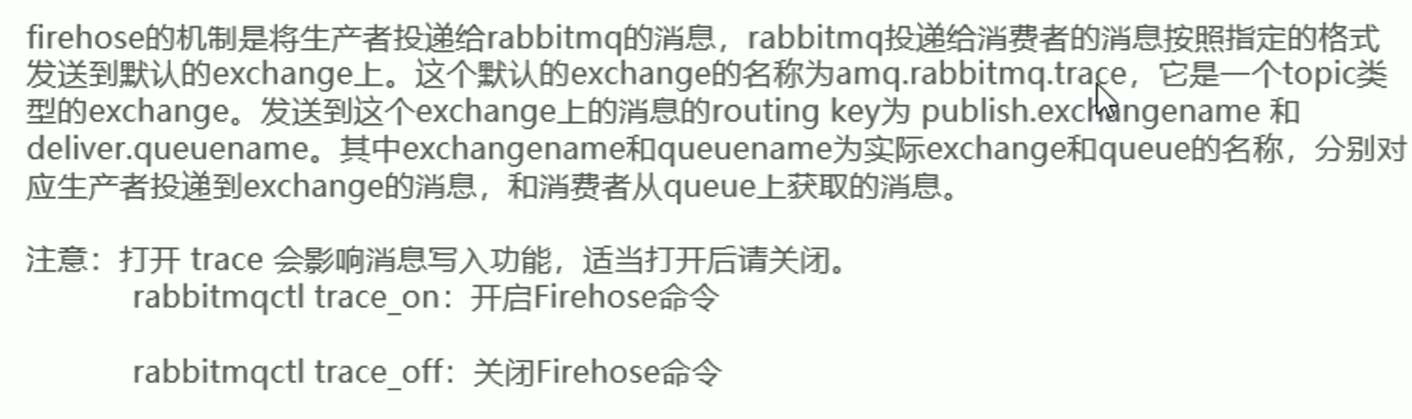 firehose的机制是将生产者投递给rabbitmq的消息，rabbitmq投递给消费者的消息按照指定的格式
发送到默认的exchange上。这个默认的exchange的名称为amq.rabbitmq.trace，它是一个topic类
型的exchange。发送到这个exchange上的消息的routing key为 publish.exchangename 和
deliver.queuename。其中exchangename和queuename为实际exchange和queue的名称，分别对
应生产者投递到exchange的消息，和消费者从queue上获取的消息。
注意：打开 trace 会影响消息写入功能，适当打开后请关闭。
rabbitmqctl trace_on：开启Firehose命令
rabbitmqctl trace_off：关闭Firehose命令